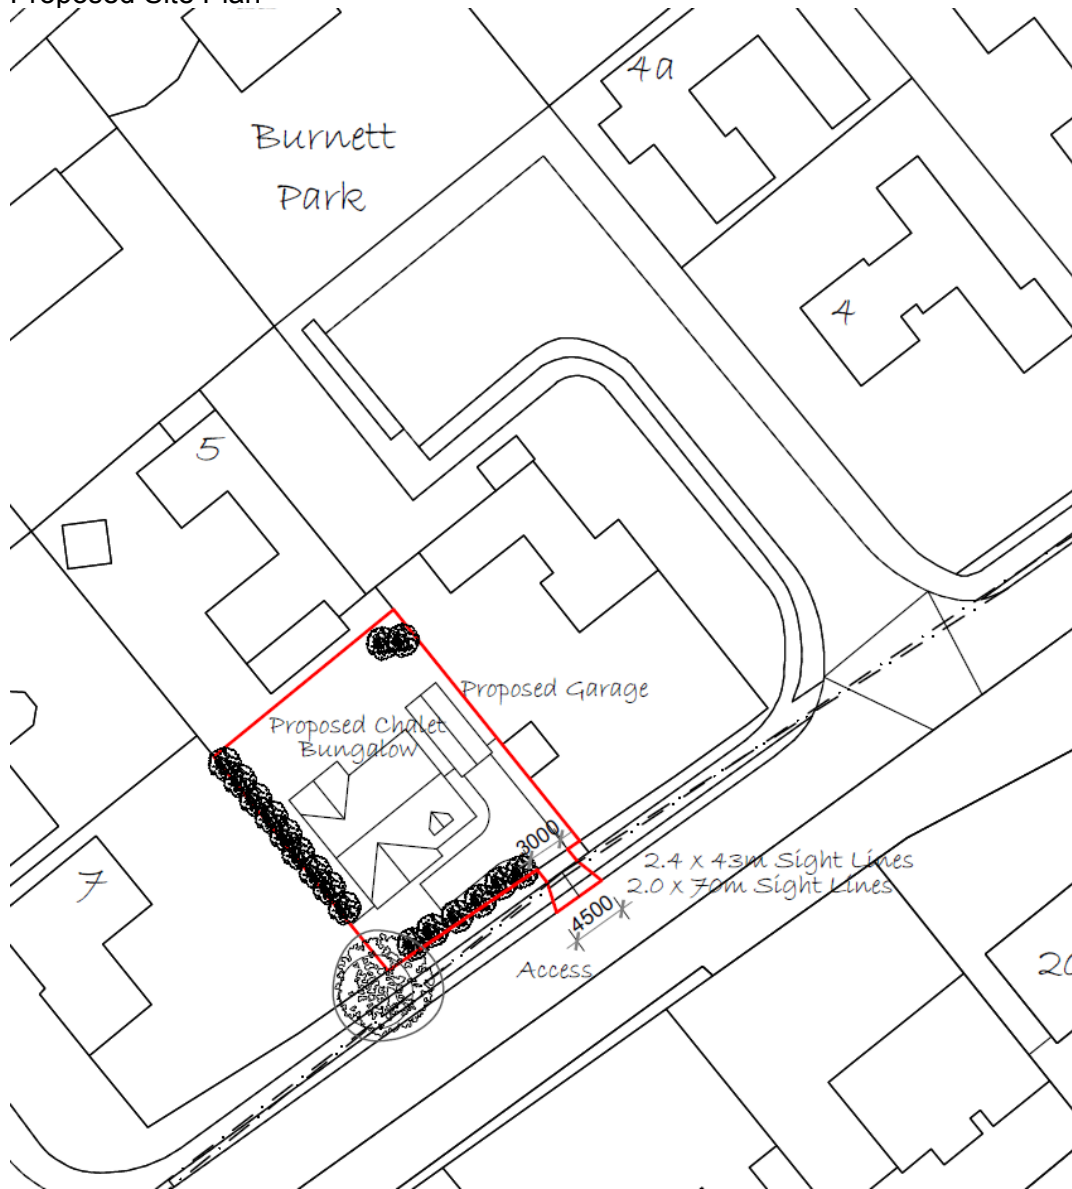 Proposed Site Plan
4a
Burnett
Park
4
5
Proposed Garage
Proposed Chalet
Bungalow
3000
2.4 x 43m Sight Lines
2.0 x 70m Sight Lines
7
4500
Access